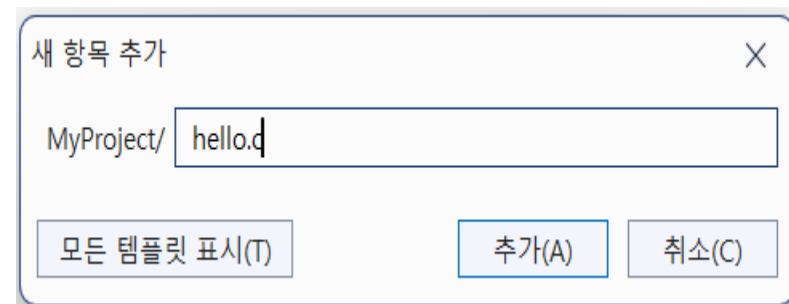 새 항목 추가
MyProject/ hello.c
모든 템플릿 표시(T) 추가(A) 취소(C)